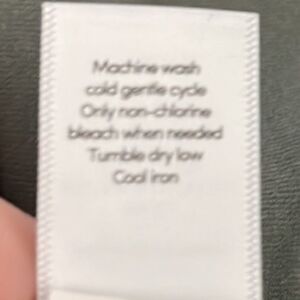 Machine wash
cold gentle cycle
Only non-chlorine
bleach when needed
Tumble dry low
Cool iron